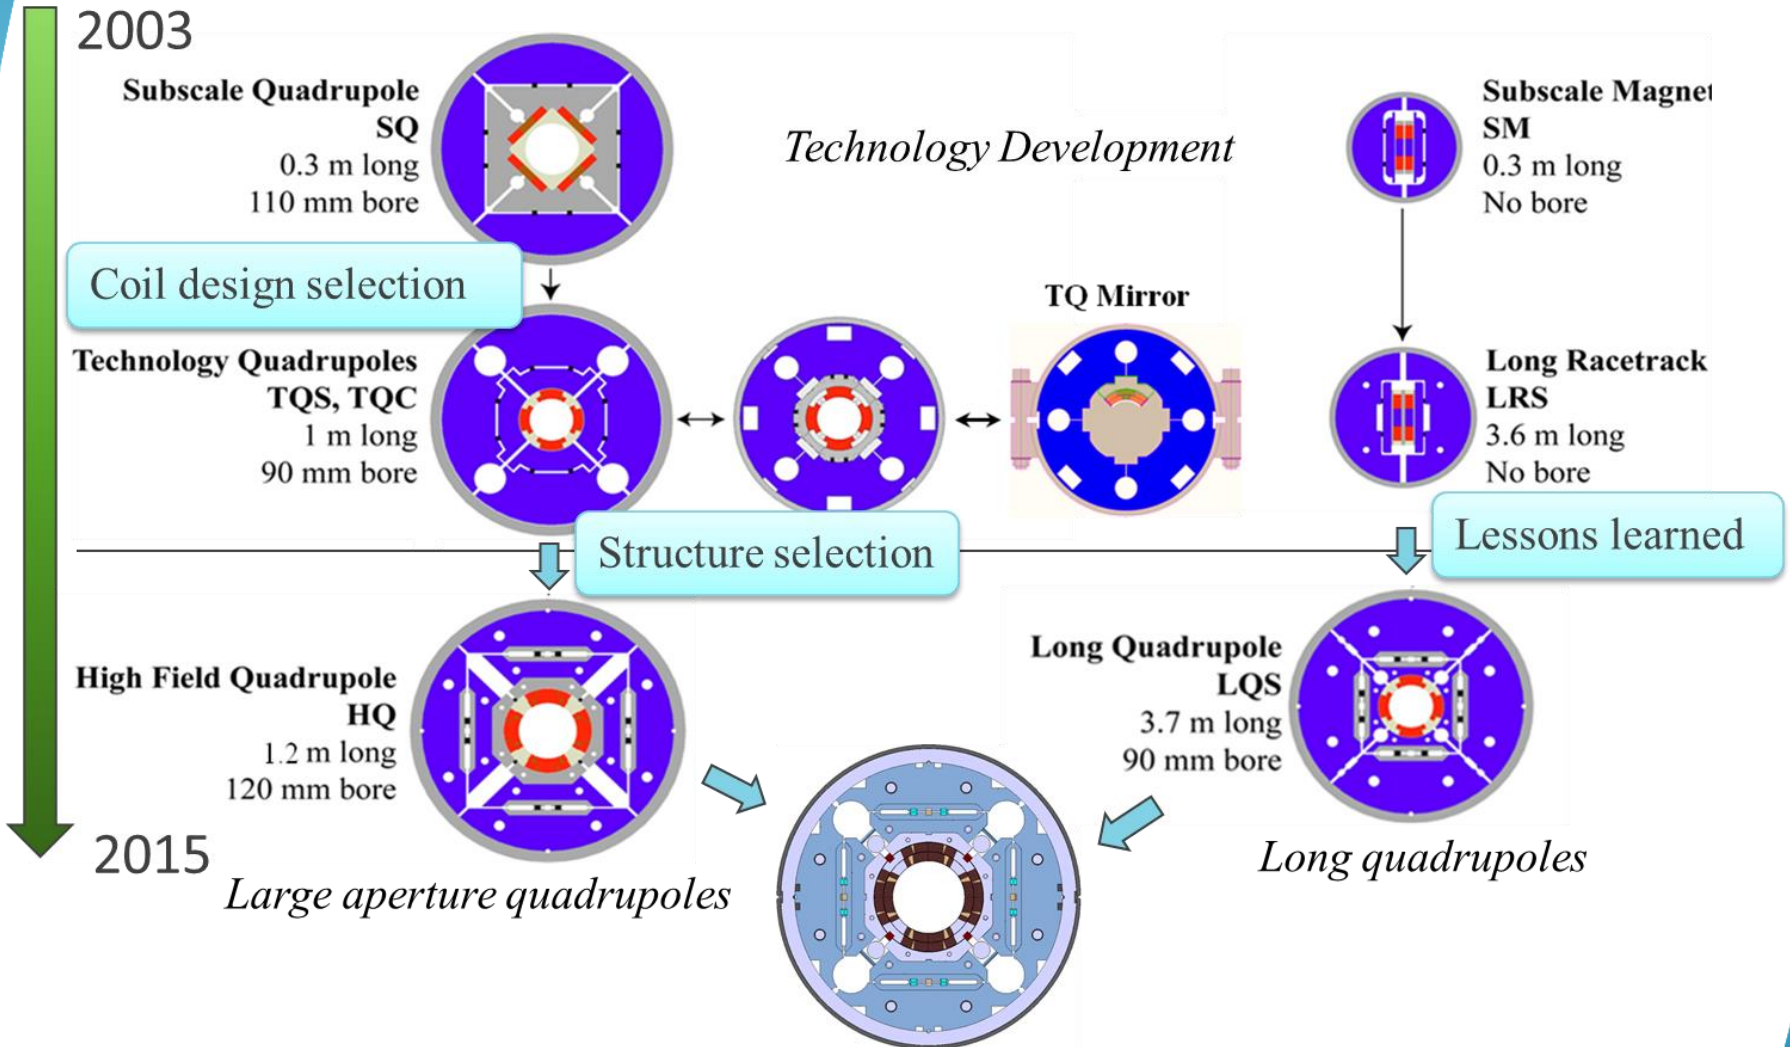 2003
Subscale Quadrupole
SQ
0.3 m long
110 mm bore
Technology Development
Subscale Magnet
SM
0.3 m long
No bore
Coil design selection
TQ Mirror
Technology Quadrupoles
TQS, TQC
1 m long
90 mm bore
Long Racetrack
LRS
3.6 m long
No bore
Structure selection
Lessons learned
High Field Quadrupole
HQ
1.2 m long
120 mm bore
Long Quadrupole
LQS
3.7 m long
90 mm bore
2015
Large aperture quadrupoles
Long quadrupoles